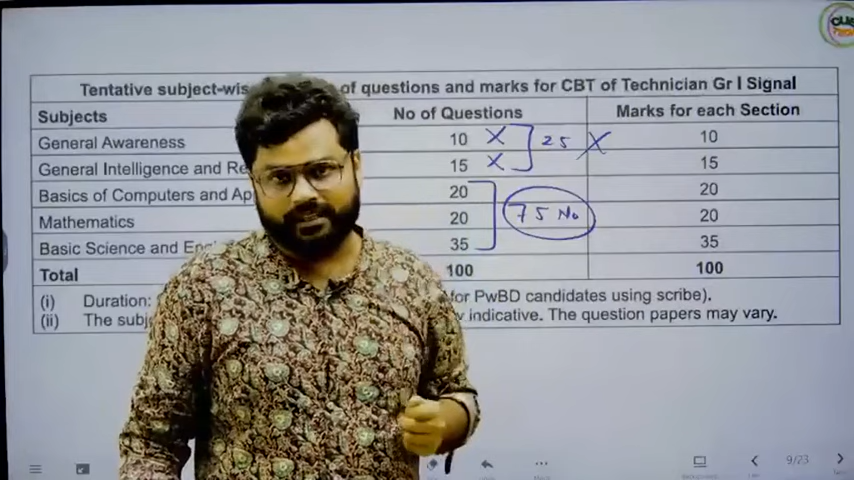 Tentative subject-wis of questions and marks for CBT of Technician Gr I Signal
SUBJECTS No of Questions Marks for each Section
General Awareness 10 X 25 X 10
General Intelligence and Re 15 X 15
Basics of Computers and Ap 20 20
Mathematics 20 75 No 20
Basic Science and En 35 35
Total 100 100
(i) Duration: for PwBD candidates using scribe).
(ii) The subj INDICATIVE, The question papers may vary.
9/23